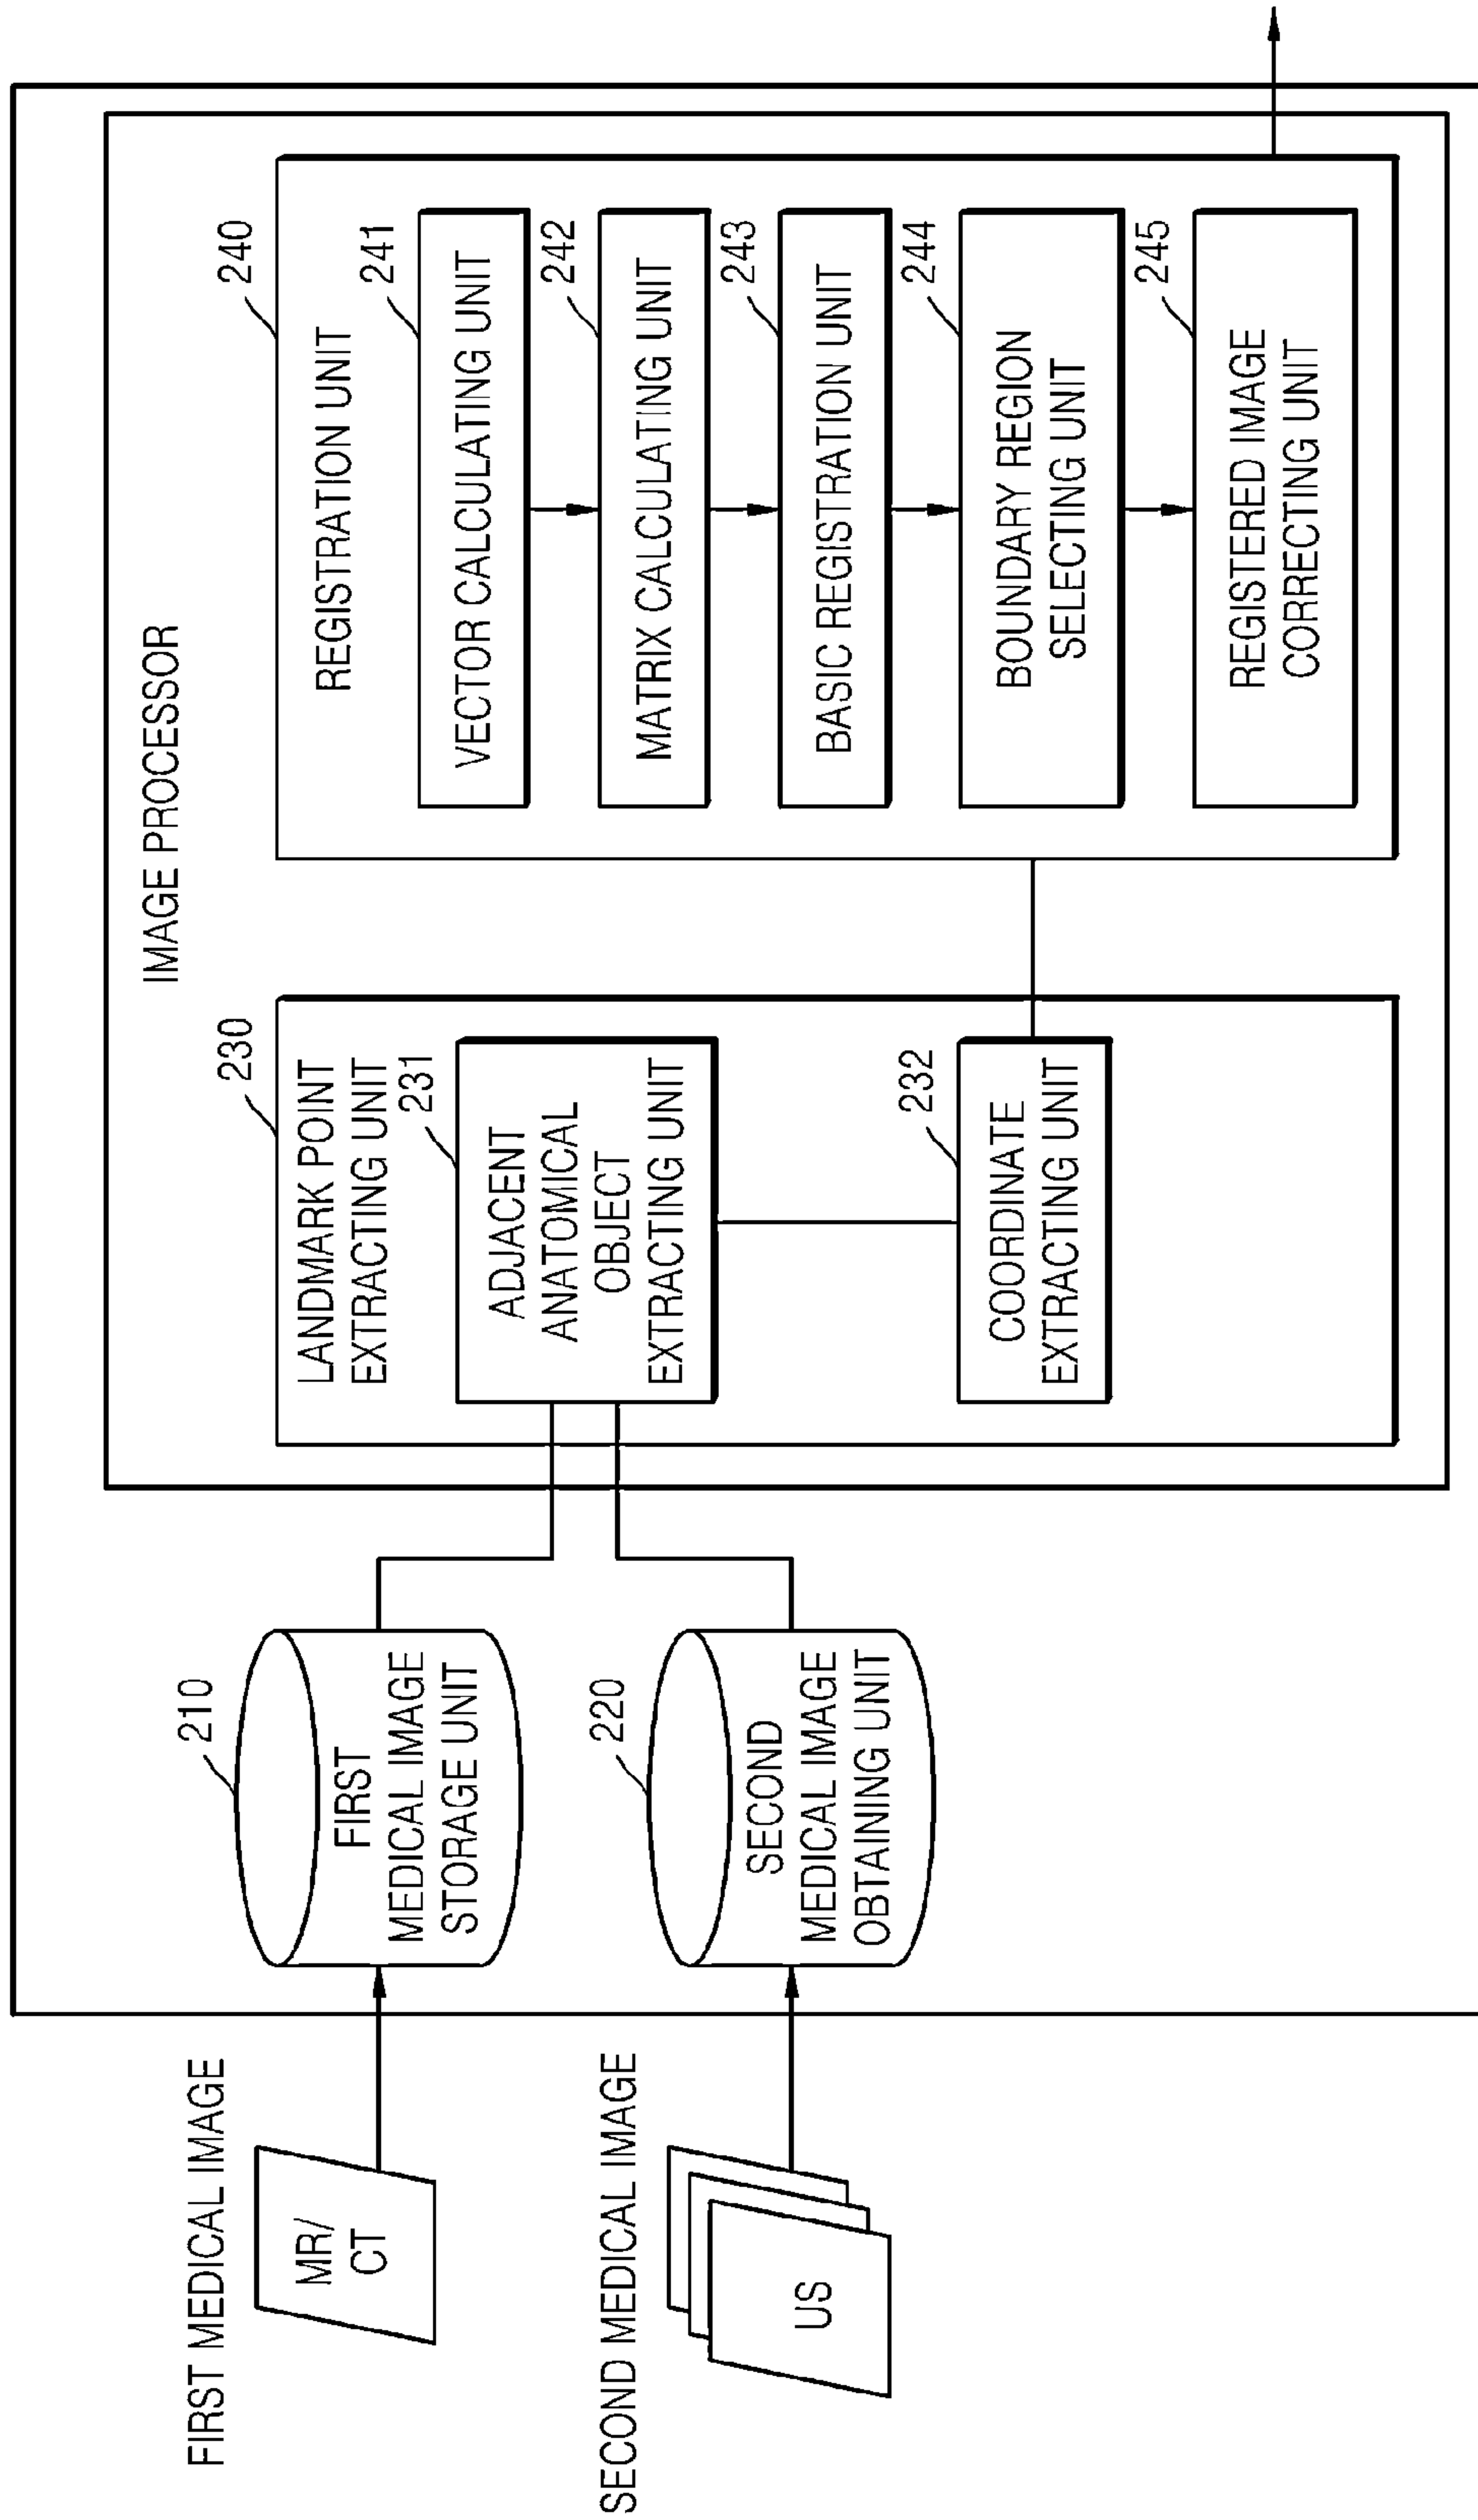 FIRST MEDICAL IMAGE
MR/
CT
SECOND MEDICAL IMAGE
US
210
FIRST
MEDICAL IMAGE
STORAGE UNIT
220
SECOND
MEDICAL IMAGE
OBTAINING UNIT
IMAGE PROCESSOR
230
LANDMARK POINT
EXTRACTING UNIT
231
ADJACENT
ANATOMICAL
OBJECT
EXTRACTING UNIT
232
COORDINATE
EXTRACTING UNIT
240
REGISTRATION UNIT
241
VECTOR CALCULATING UNIT
242
MATRIX CALCULATING UNIT
243
BASIC REGISTRATION UNIT
244
BOUNDARY REGION
SELECTING UNIT
245
REGISTERED IMAGE
CORRECTING UNIT